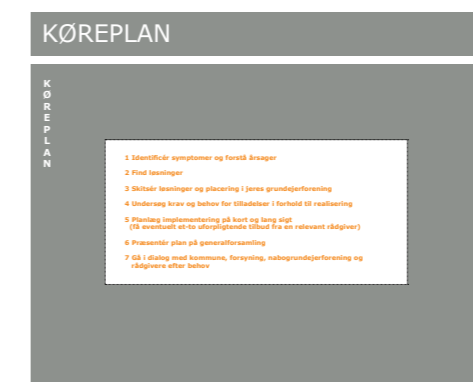 KØREPLAN
KØREPLAN
1 Identificér symptomer og forstå årsager
2 Find løsninger
3 Skitsér løsninger og placering i jeres grundejerforening
4 Undersøg krav og behov for tilladelser i forhold til realisering
5 Planlæg implementering på kort og lang sigt
(få eventuelt et-to uforpligtende tilbud fra en relevant rådgiver)
6 Præsentér plan på generalforsamling
7 Gå i dialog med kommune, forsyning, nabogrundejerforening og
rådgivere efter behov